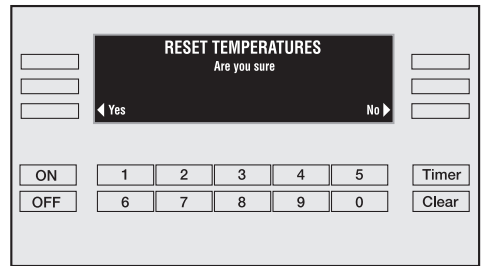 RESET TEMPERATURES
Are you sure
Yes No
ON 1 2 3 4 5 Timer
OFF 6 7 8 9 0 Clear